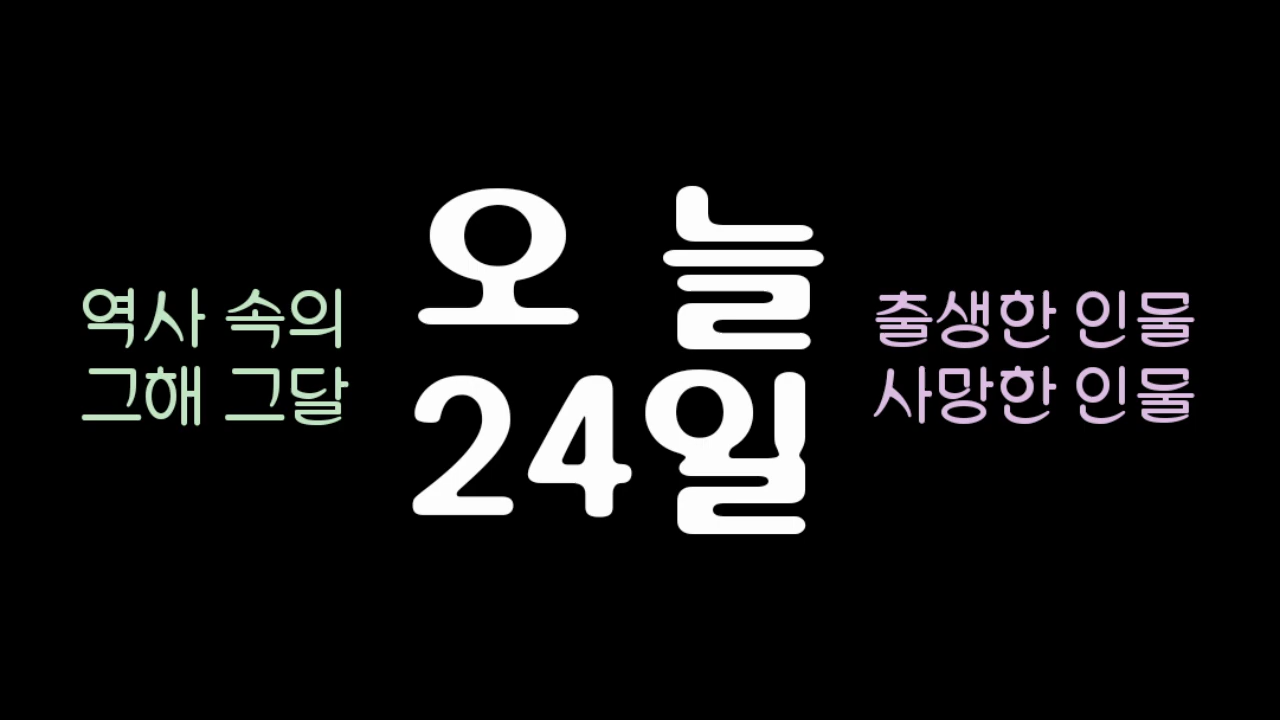 역사 속의
그해 그달
오 늘
24일
출생한 인물
사망한 인물